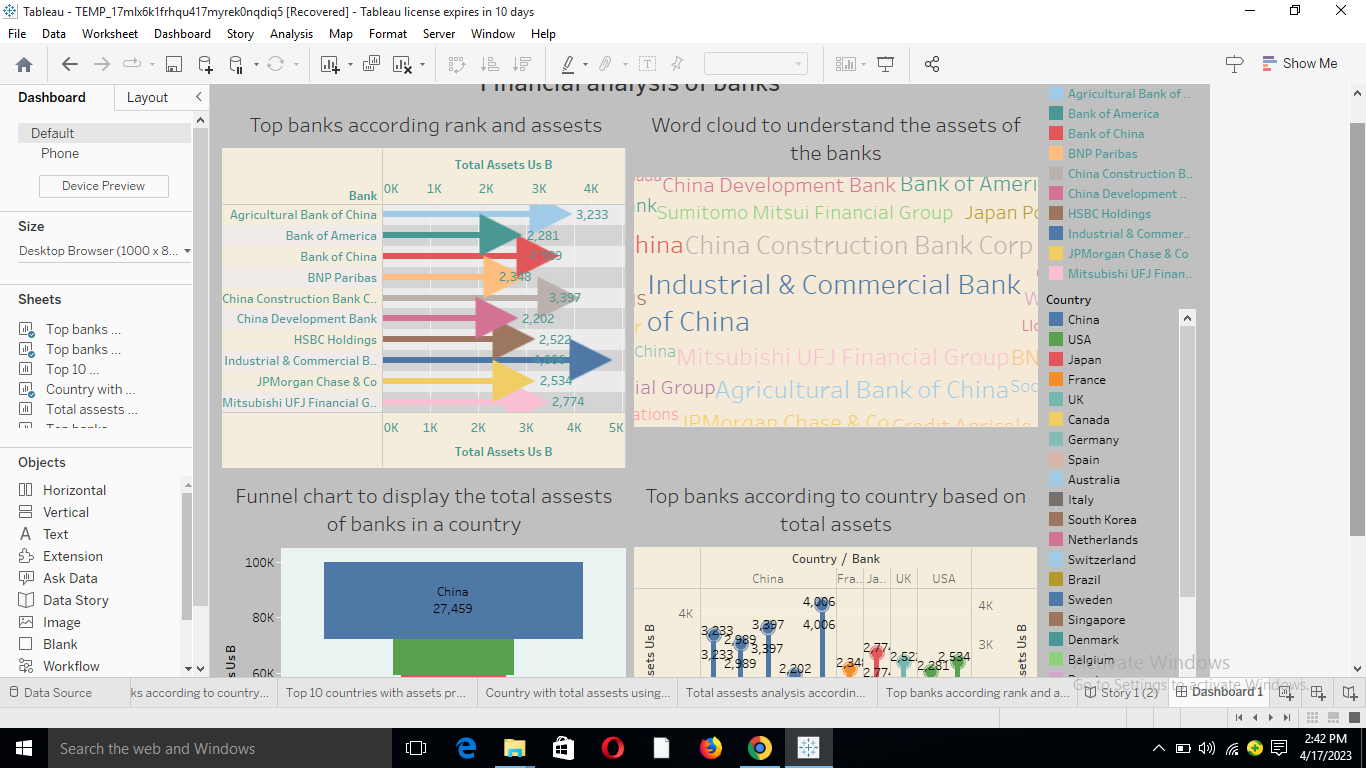 Tableau - TEMP_17mlx6k1frhqu417myrek0nqdiq5 [Recovered] - Tableau license expires in 10 days
File Data Worksheet Dashboard Story Analysis Map Format Server Window Help
Show Me
Dashboard Layout
Default
Phone
Device Preview
Size
Desktop Browser (1000 x 8...
Sheets
Top banks ...
Top banks ...
Top 10 ...
Country with ...
Total assests ...
Objects
Horizontal
Vertical
Text
Extension
Ask Data
Data Story
Image
Blank
Workflow
Financial analysis of banks
Top banks according rank and assests
Total Assets Us B
0K 1K 2K 3K 4K
Bank
Agricultural Bank of China 3,233
Bank of America 2,281
Bank of China
BNP Paribas 2,348
China Construction Bank C.. 3,397
China Development Bank 2,202
HSBC Holdings 2,522
Industrial & Commercial B..
JPMorgan Chase & Co 2,534
Mitsubishi UFJ Financial G.. 2,774
0K 1K 2K 3K 4K 5K
Total Assets Us B
Word cloud to understand the assets of
the banks
China Development Bank Bank of Ameri
nk Sumitomo Mitsui Financial Group Japan Po
hina China Construction Bank Corp
Industrial & Commercial Bank
of China
China Mitsubishi UFJ Financial Group BN
ial Group Agricultural Bank of China Soc
ations JPMorgan Chase & Co Credit Agricole
Funnel chart to display the total assests
of banks in a country
100K
80K
60K
Us B
China
27,459
Top banks according to country based on
total assets
Country / Bank
China Fra.. Ja.. UK USA
4K 4K
3K
4,006
4,006
3,233
3,233
2,989
2,989
3,397
3,397
2,202
2,281
2,534
ssets Us B
ssets Us B
Agricultural Bank of ..
Bank of America
Bank of China
BNP Paribas
China Construction B..
China Development ..
HSBC Holdings
Industrial & Commer..
JPMorgan Chase & Co
Mitsubishi UFJ Finan..
Country
China
USA
Japan
France
UK
Canada
Germany
Spain
Australia
Italy
South Korea
Netherlands
Switzerland
Brazil
Sweden
Singapore
Denmark
Belgium
Activate Windows
Go to Settings to activate Windows.
Data Source ks according to country... Top 10 countries with assets pr... Country with total assests using... Total assests analysis accordin... Top banks according rank and a... Story 1 (2) Dashboard 1
Search the web and Windows
2:42 PM
4/17/2023